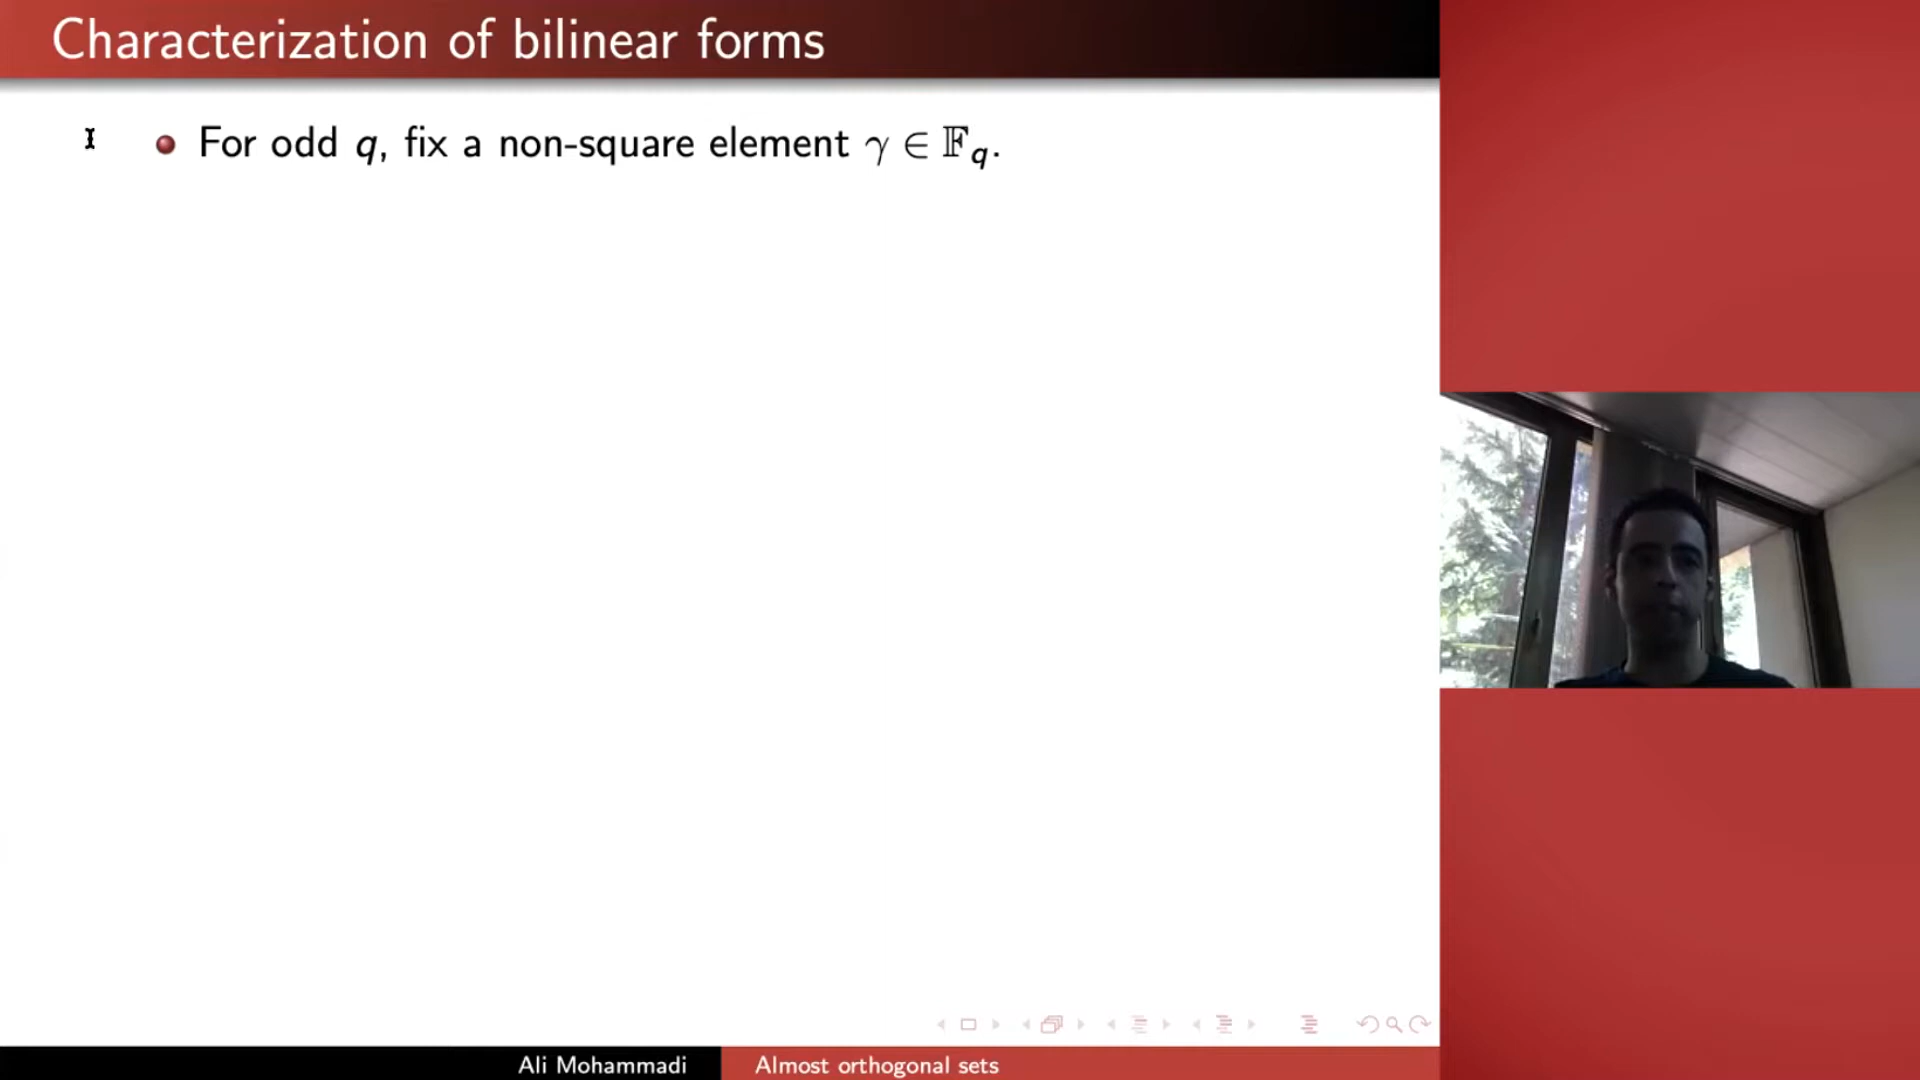 Characterization of bilinear forms
For odd q, fix a non-square element γ ∈ 𝔽_q.
Ali Mohammadi
Almost orthogonal sets